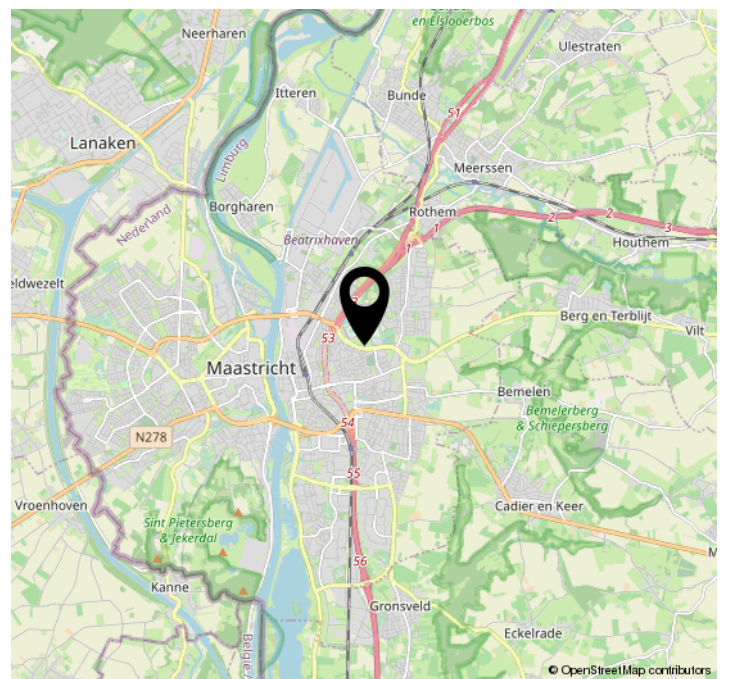 en Elslooërbos
Neerharen
Ulestraten
Itteren
Bunde
51
Lanaken
Limburg
Meerssen
Borgharen
Rothem
Nederland
2
2
1
3
Beatrixhaven
1
Houthem
eldwezelt
Berg en Terblijt
53
Vilt
Maastricht
Bemelen
Bemelerberg
& Schiepersberg
54
N278
55
Vroenhoven
Cadier en Keer
Sint Pietersberg
& Jekerdal
M
56
Kanne
Gronsveld
Eckelrade
België /
© OpenStreetMap contributors